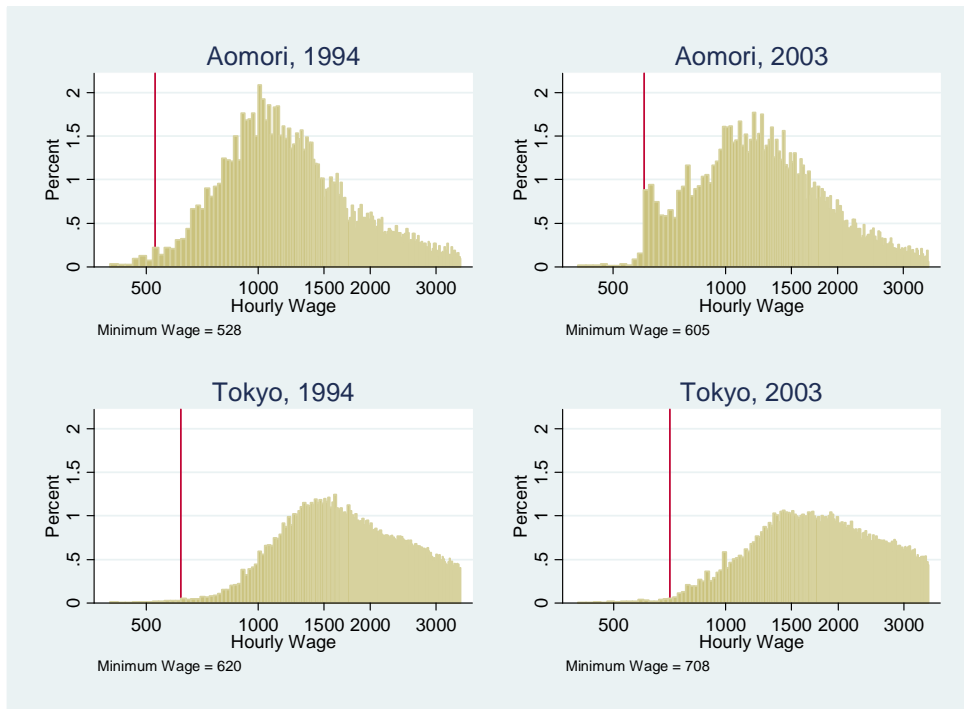 Aomori, 1994
Percent
0 .5 1 1.5 2
500 1000 1500 2000 3000
Hourly Wage
Minimum Wage = 528
Aomori, 2003
Percent
0 .5 1 1.5 2
500 1000 1500 2000 3000
Hourly Wage
Minimum Wage = 605
Tokyo, 1994
Percent
0 .5 1 1.5 2
500 1000 1500 2000 3000
Hourly Wage
Minimum Wage = 620
Tokyo, 2003
Percent
0 .5 1 1.5 2
500 1000 1500 2000 3000
Hourly Wage
Minimum Wage = 708